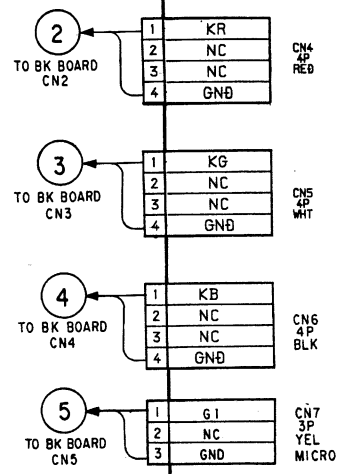 2
TO BK BOARD
CN2
1 KR
2 NC
3 NC
4 GND
CN4
4P
RED
3
TO BK BOARD
CN3
1 KG
2 NC
3 NC
4 GND
CN5
4P
WHT
4
TO BK BOARD
CN4
1 KB
2 NC
3 NC
4 GND
CN6
4P
BLK
5
TO BK BOARD
CN5
1 G1
2 NC
3 GND
CN7
3P
YEL
MICRO